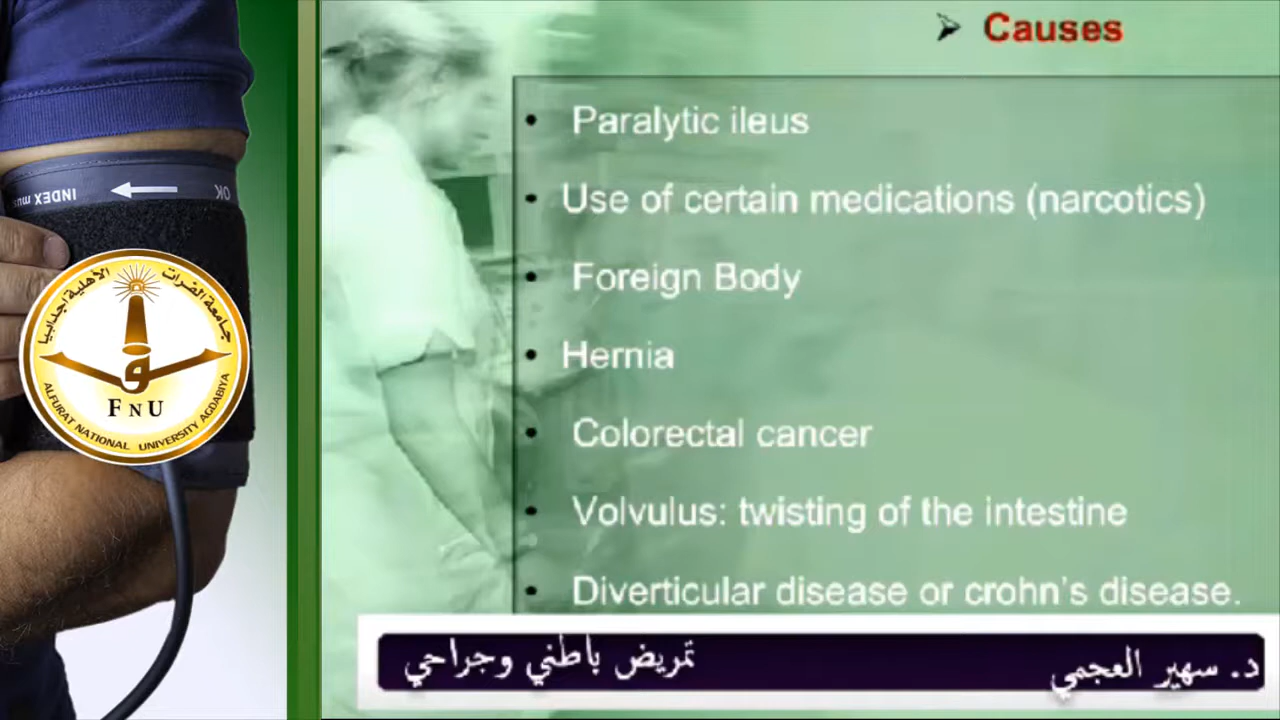 ➢ Causes
• Paralytic ileus
• Use of certain medications (narcotics)
• Foreign Body
• Hernia
• Colorectal cancer
• Volvulus: twisting of the intestine
• Diverticular disease or crohn's disease.
تمريض باطني وجراحي
د. سهير العجمي
INDEX
OK
جامعة الفرات الأهلية اجدابيا
FNU
ALFURAT NATIONAL UNIVERSITY AGDABIYA